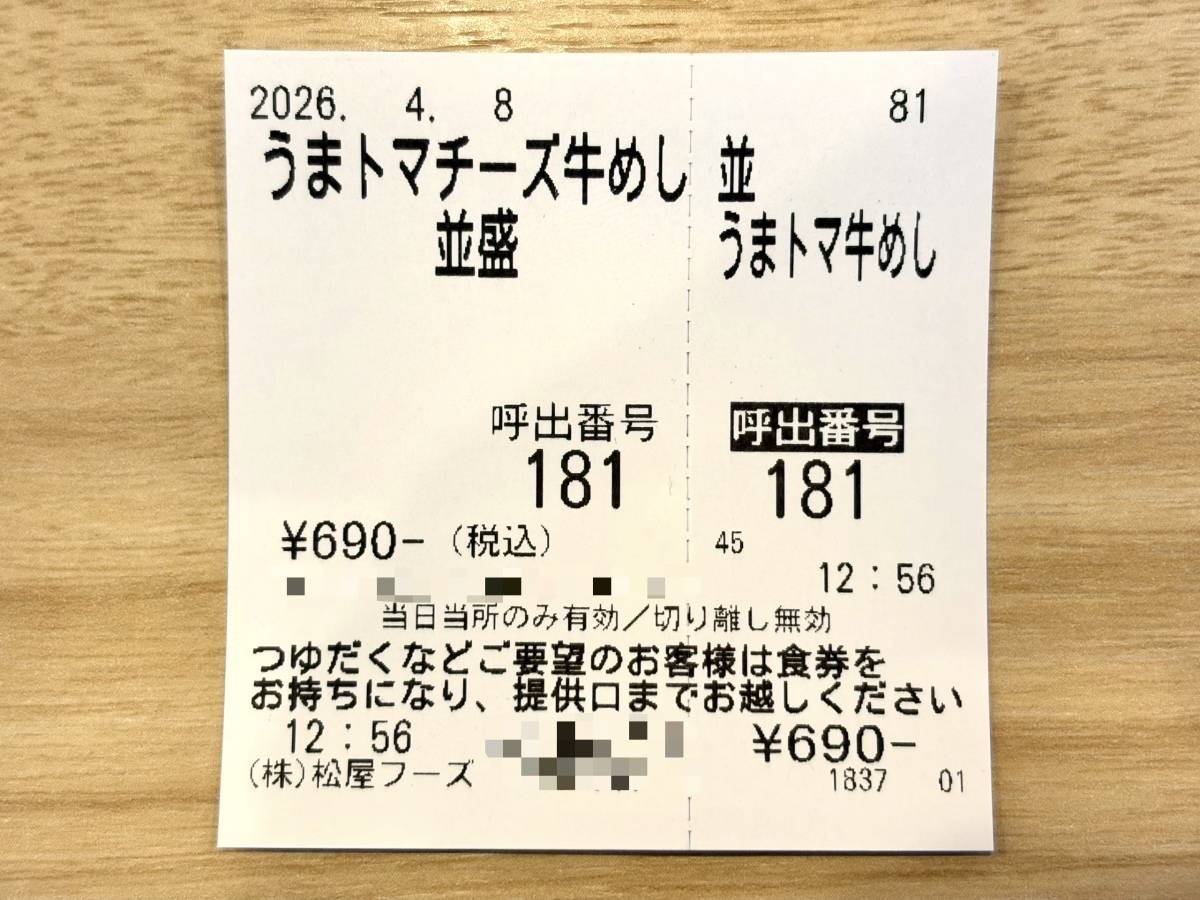 2026. 4. 8
81
うまトマチーズ牛めし
並
並盛
うまトマ牛めし
呼出番号
呼出番号
181
181
¥690-（税込）
45
12：56
当日当所のみ有効／切り離し無効
つゆだくなどご要望のお客様は食券を
お持ちになり、提供口までお越しください
12：56
¥690-
(株)松屋フーズ
1837 01